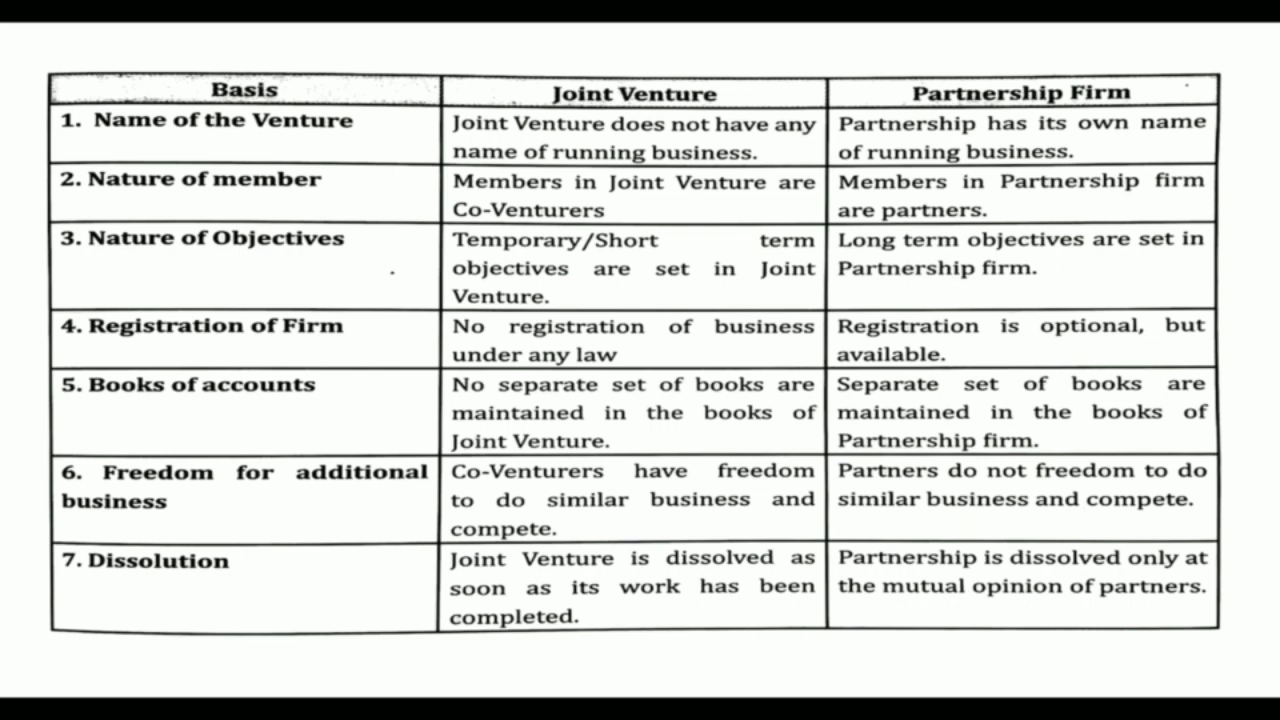 Basis
Joint Venture
Partnership Firm
1. Name of the Venture
Joint Venture does not have any
name of running business.
Partnership has its own name
of running business.
2. Nature of member
Members in Joint Venture are
Co-Venturers
Members in Partnership firm
are partners.
3. Nature of Objectives
Temporary/Short term
objectives are set in Joint
Venture.
Long term objectives are set in
Partnership firm.
4. Registration of Firm
No registration of business
under any law
Registration is optional, but
available.
5. Books of accounts
No separate set of books are
maintained in the books of
Joint Venture.
Separate set of books are
maintained in the books of
Partnership firm.
6. Freedom for additional
business
Co-Venturers have freedom
to do similar business and
compete.
Partners do not freedom to do
similar business and compete.
7. Dissolution
Joint Venture is dissolved as
soon as its work has been
completed.
Partnership is dissolved only at
the mutual opinion of partners.